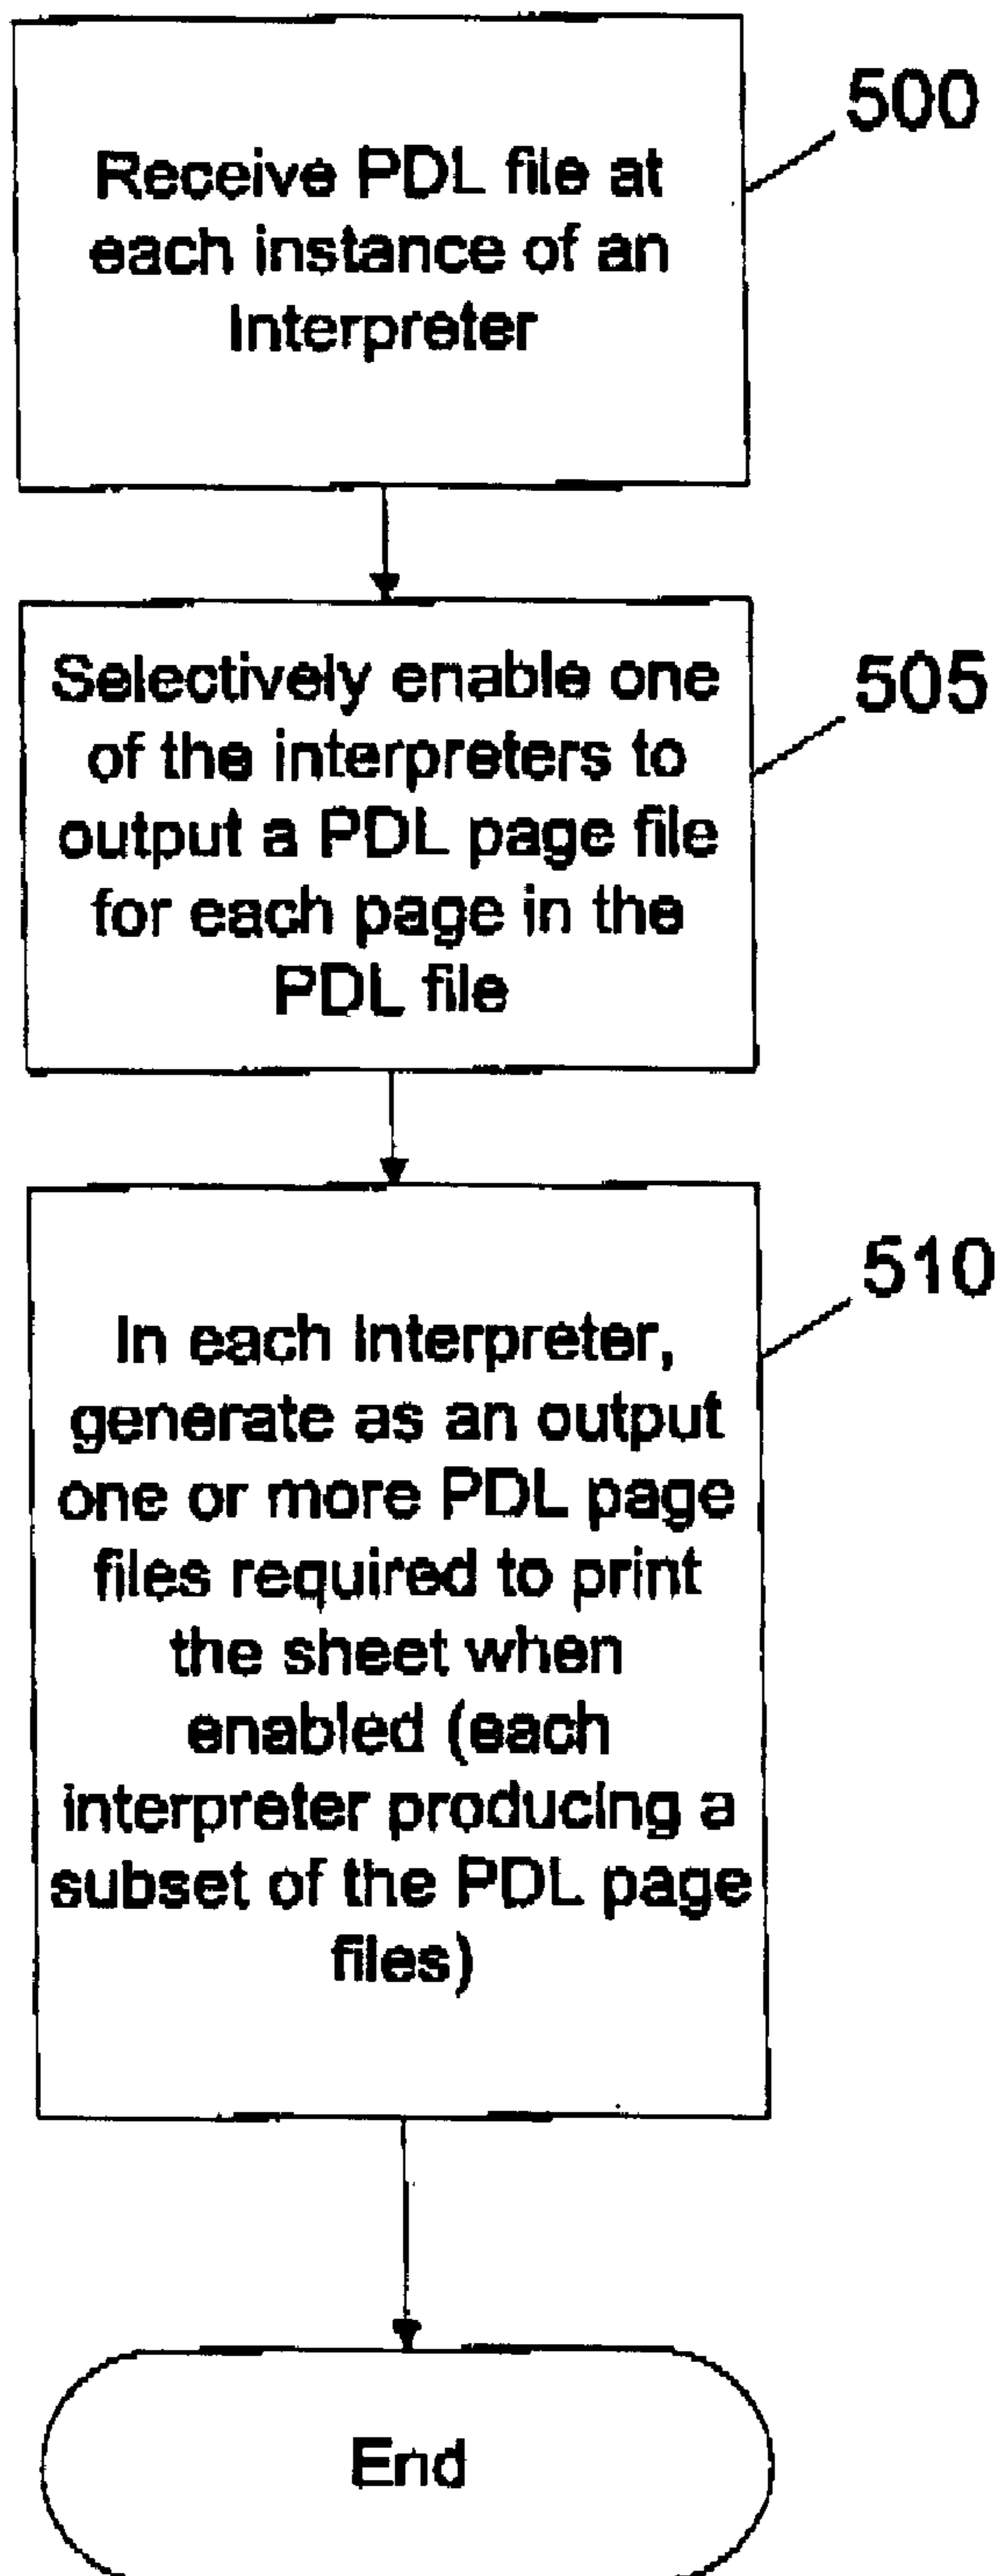 Receive PDL file at
each instance of an
Interpreter
500
Selectively enable one
of the interpreters to
output a PDL page file
for each page in the
PDL file
505
In each Interpreter,
generate as an output
one or more PDL page
files required to print
the sheet when
enabled (each
interpreter producing a
subset of the PDL page
files)
510
End